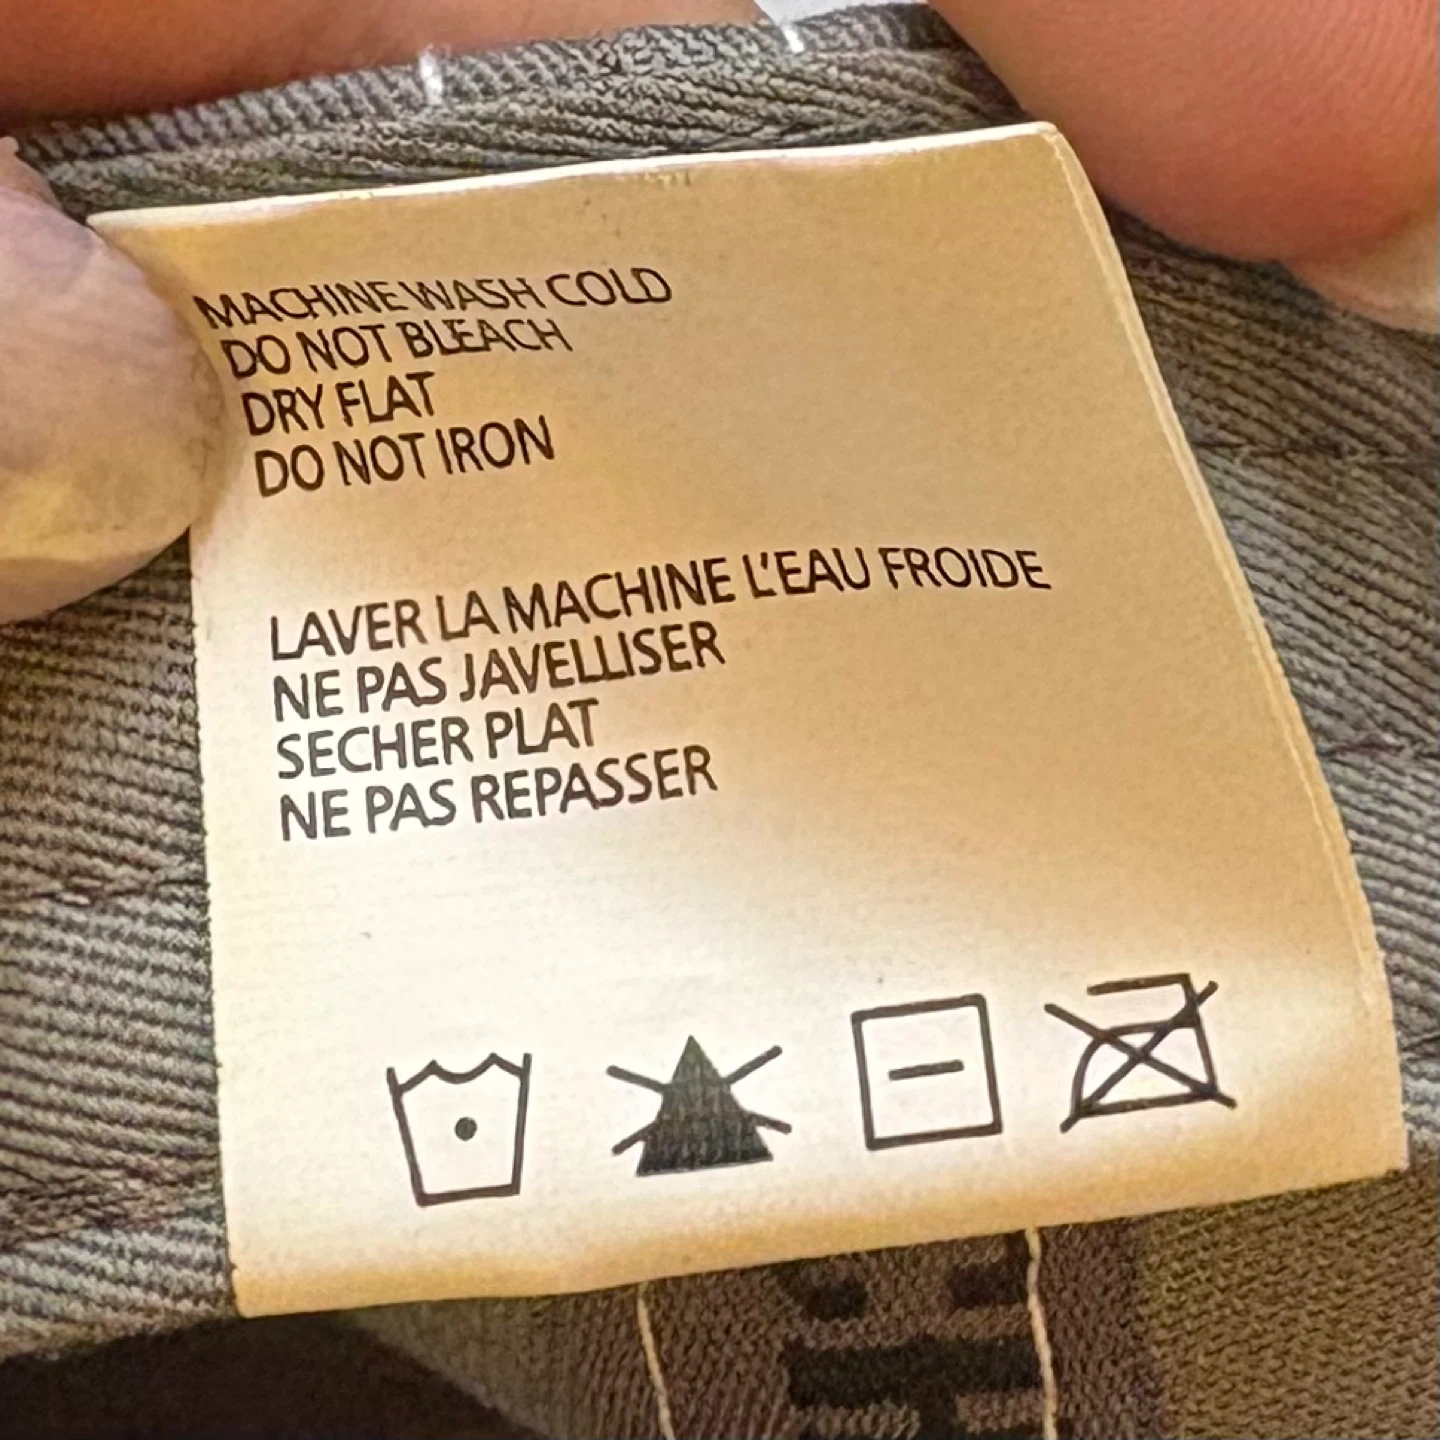 MACHINE WASH COLD
DO NOT BLEACH
DRY FLAT
DO NOT IRON
LAVER LA MACHINE L'EAU FROIDE
NE PAS JAVELLISER
SECHER PLAT
NE PAS REPASSER